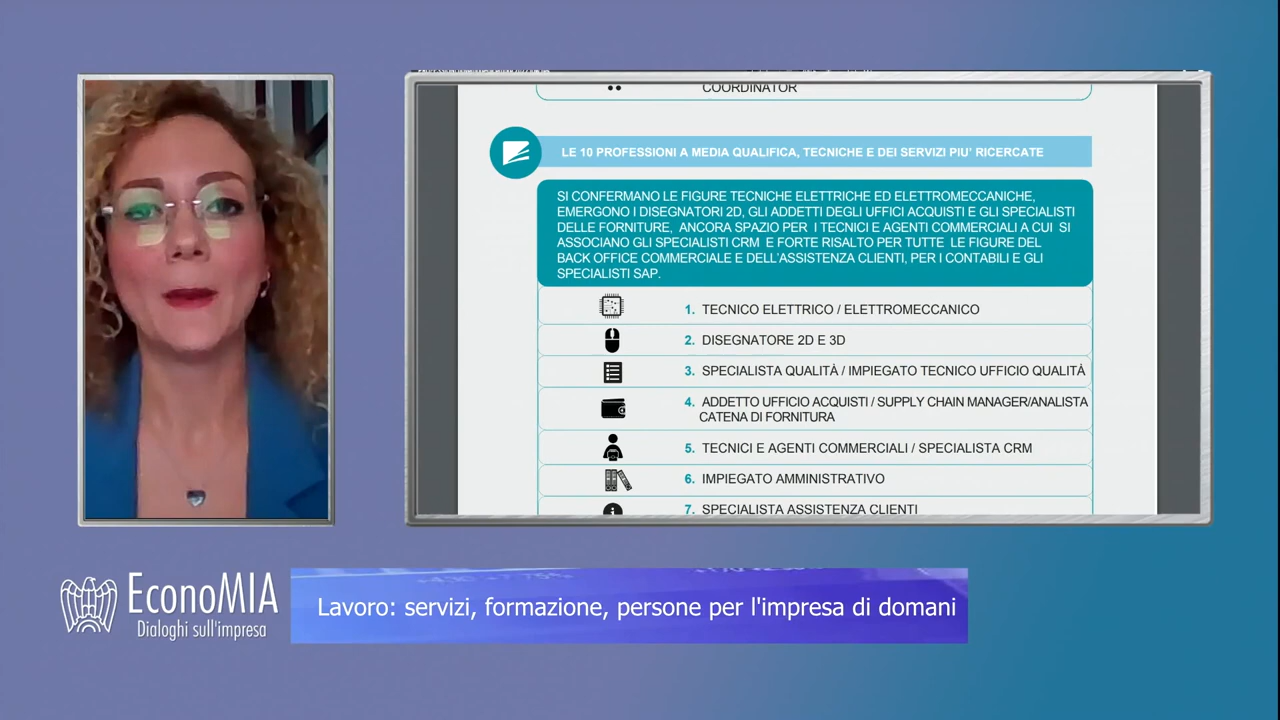 COORDINATOR
LE 10 PROFESSIONI A MEDIA QUALIFICA, TECNICHE E DEI SERVIZI PIU' RICERCATE
SI CONFERMANO LE FIGURE TECNICHE ELETTRICHE ED ELETTROMECCANICHE,
EMERGONO I DISEGNATORI 2D, GLI ADDETTI DEGLI UFFICI ACQUISTI E GLI SPECIALISTI
DELLE FORNITURE, ANCORA SPAZIO PER I TECNICI E AGENTI COMMERCIALI A CUI SI
ASSOCIANO GLI SPECIALISTI CRM E FORTE RISALTO PER TUTTE LE FIGURE DEL
BACK OFFICE COMMERCIALE E DELL'ASSISTENZA CLIENTI, PER I CONTABILI E GLI
SPECIALISTI SAP.
1. TECNICO ELETTRICO / ELETTROMECCANICO
2. DISEGNATORE 2D E 3D
3. SPECIALISTA QUALITÀ / IMPIEGATO TECNICO UFFICIO QUALITÀ
4. ADDETTO UFFICIO ACQUISTI / SUPPLY CHAIN MANAGER/ANALISTA
CATENA DI FORNITURA
5. TECNICI E AGENTI COMMERCIALI / SPECIALISTA CRM
6. IMPIEGATO AMMINISTRATIVO
7. SPECIALISTA ASSISTENZA CLIENTI
EconoMIA
Dialoghi sull'impresa
Lavoro: servizi, formazione, persone per l'impresa di domani